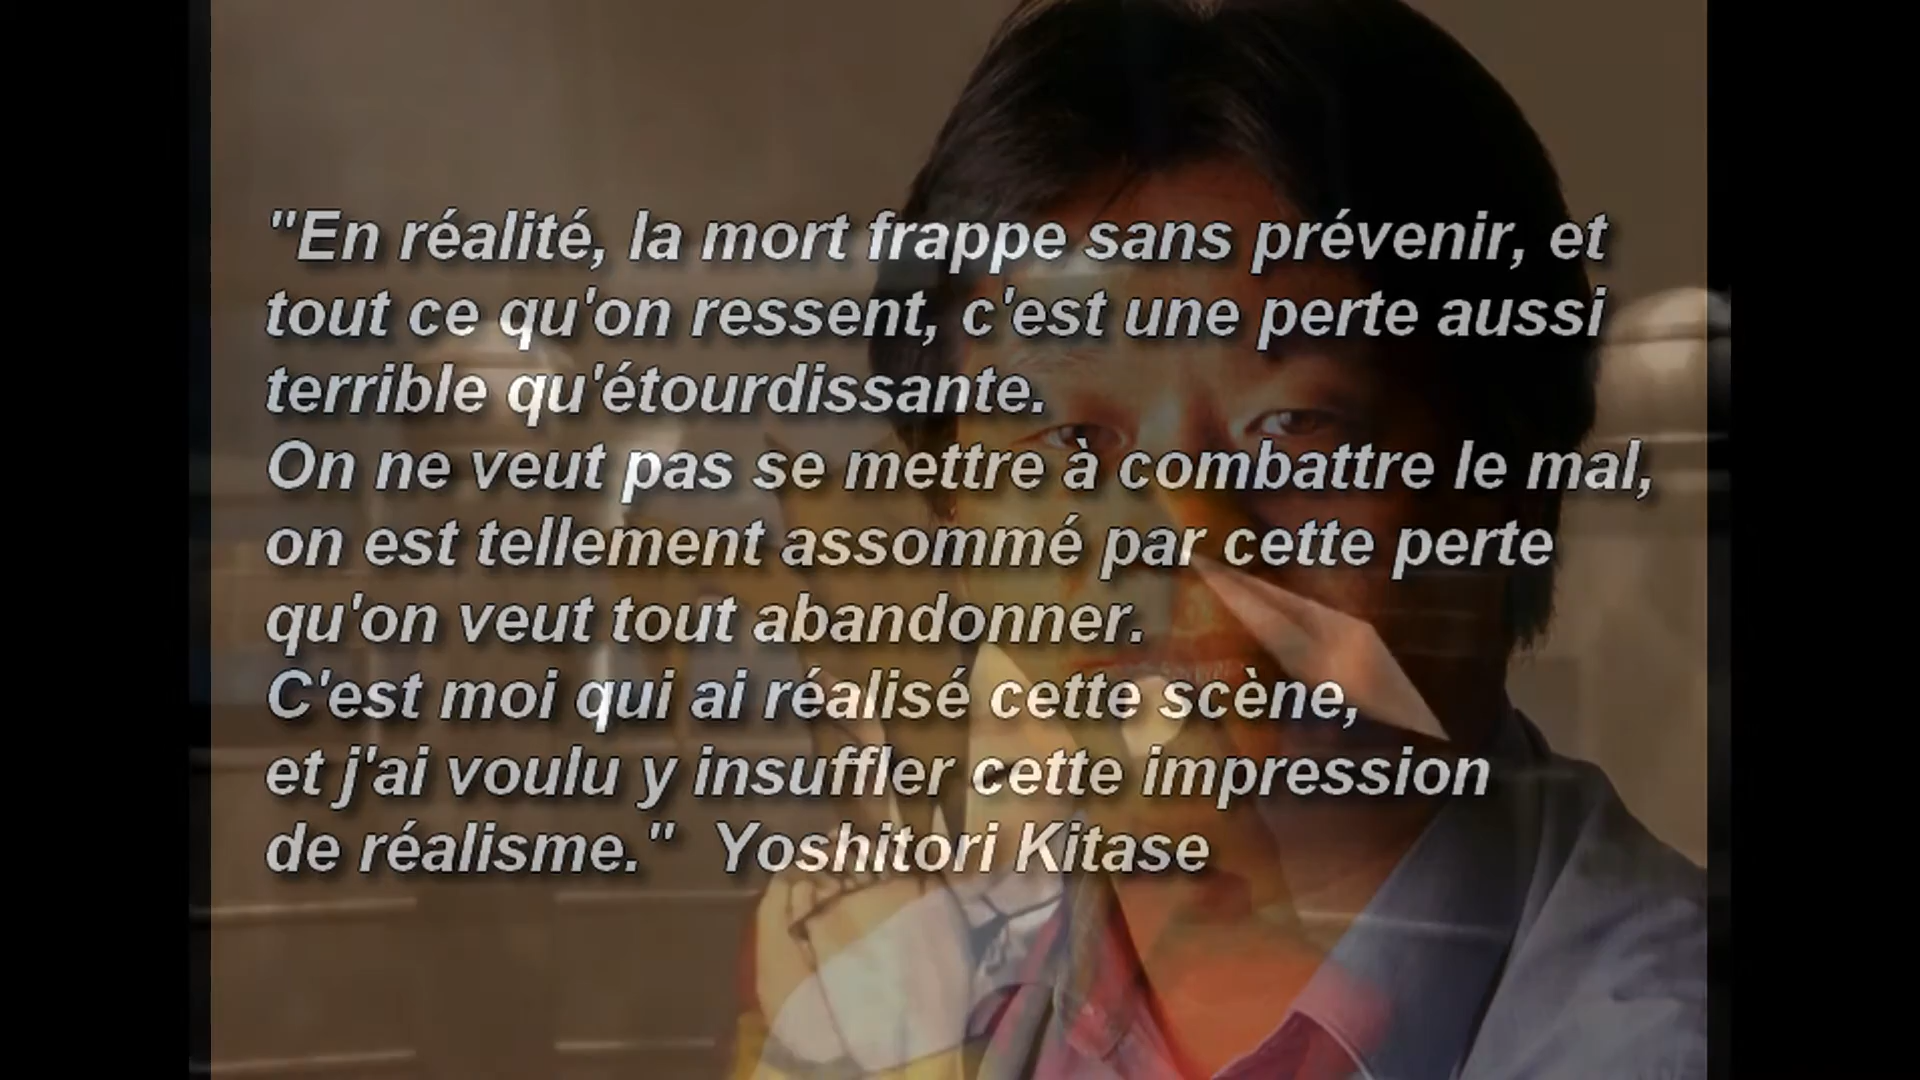 "En réalité, la mort frappe sans prévenir, et
tout ce qu'on ressent, c'est une perte aussi
terrible qu'étourdissante.
On ne veut pas se mettre à combattre le mal,
on est tellement assommé par cette perte
qu'on veut tout abandonner.
C'est moi qui ai réalisé cette scène,
et j'ai voulu y insuffler cette impression
de réalisme." Yoshitori Kitase